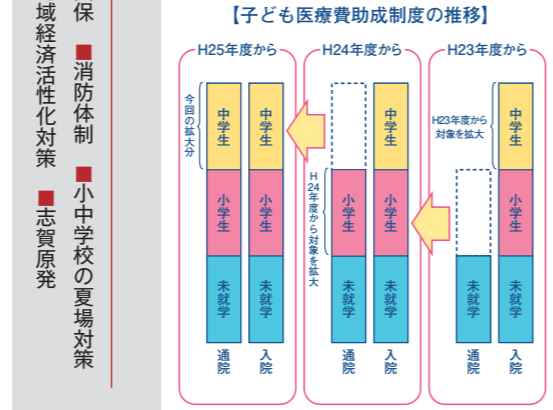 【子ども医療費助成制度の推移】
H23年度から
H23年度から
対象を拡大
中学生
小学生
未就学
未就学
入院
通院
H24年度から
中学生
小学生
小学生
H24年度から対象を拡大
未就学
未就学
入院
通院
H25年度から
今回の拡大分
中学生
中学生
小学生
小学生
未就学
未就学
入院
通院
保 ■消防体制 ■小中学校の夏場対策
域経済活性化対策 ■志賀原発